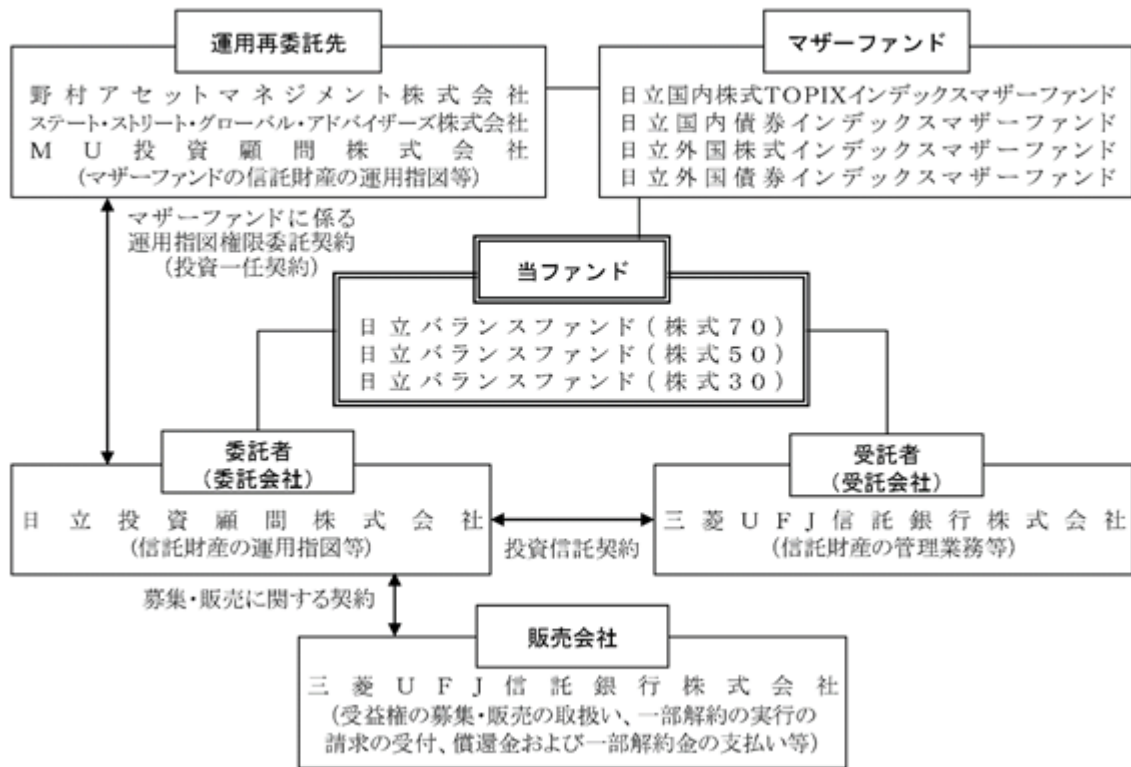 運用再委託先
野村アセットマネジメント株式会社
ステート・ストリート・グローバル・アドバイザーズ株式会社
ＭＵ投資顧問株式会社
(マザーファンドの信託財産の運用指図等)
マザーファンド
日立国内株式TOPIXインデックスマザーファンド
日立国内債券インデックスマザーファンド
日立外国株式インデックスマザーファンド
日立外国債券インデックスマザーファンド
マザーファンドに係る
運用指図権限委託契約
(投資一任契約)
当ファンド
日立バランスファンド(株式７０)
日立バランスファンド(株式５０)
日立バランスファンド(株式３０)
委託者
(委託会社)
日立投資顧問株式会社
(信託財産の運用指図等)
投資信託契約
受託者
(受託会社)
三菱ＵＦＪ信託銀行株式会社
(信託財産の管理業務等)
募集・販売に関する契約
販売会社
三菱ＵＦＪ信託銀行株式会社
(受益権の募集・販売の取扱い、一部解約の実行の
請求の受付、償還金および一部解約金の支払い等)